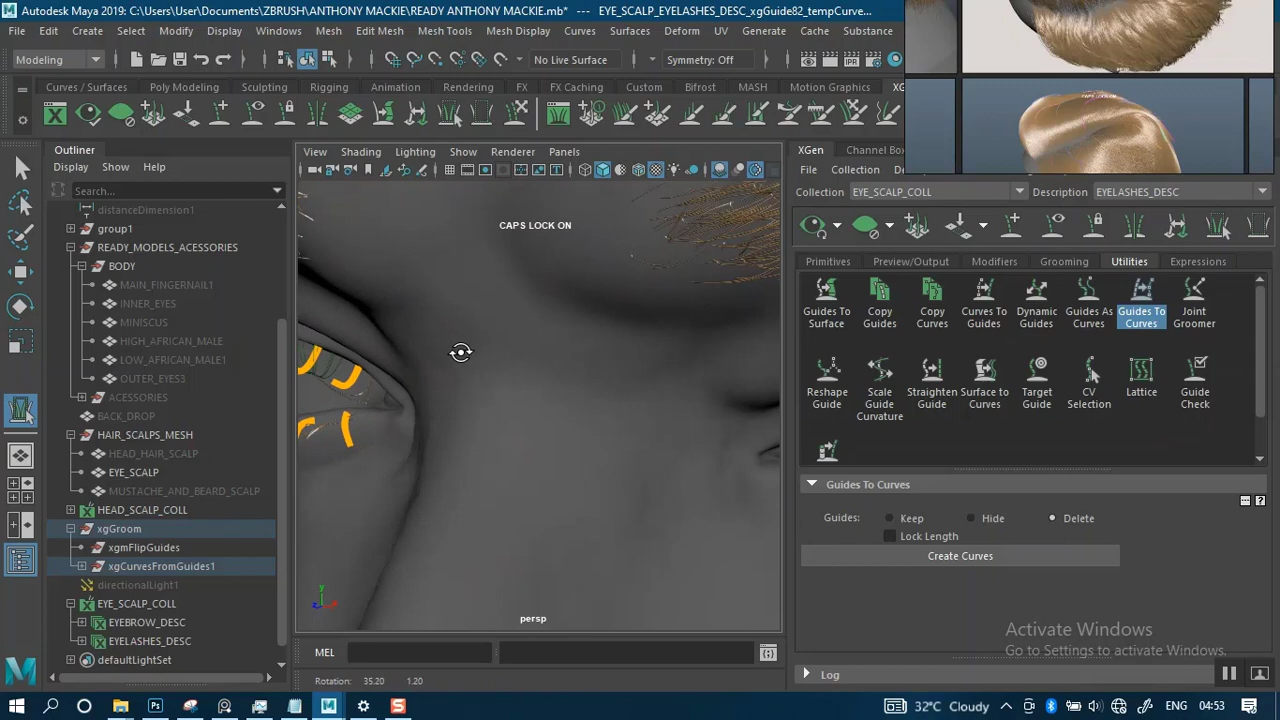 Autodesk Maya 2019: C:\Users\User\Documents\ZBRUSH\ANTHONY MACKIE\READY ANTHONY MACKIE.mb*   ---   EYE_SCALP_EYELASHES_DESC_xgGuide82_tempCurve...
File Edit Create Select Modify Display Windows Mesh Edit Mesh Mesh Tools Mesh Display Curves Surfaces Deform UV Generate Cache Substance
Modeling No Live Surface Symmetry: Off
Curves / Surfaces Poly Modeling Sculpting Rigging Animation Rendering FX FX Caching Custom Bifrost MASH Motion Graphics
Outliner
Display Show Help
Search...
distanceDimension1
group1
READY_MODELS_ACESSORIES
BODY
MAIN_FINGERNAIL1
INNER_EYES
MINISCUS
HIGH_AFRICAN_MALE
LOW_AFRICAN_MALE1
OUTER_EYES3
ACESSORIES
BACK_DROP
HAIR_SCALPS_MESH
HEAD_HAIR_SCALP
EYE_SCALP
MUSTACHE_AND_BEARD_SCALP
HEAD_SCALP_COLL
xgGroom
xgmFlipGuides
xgCurvesFromGuides1
directionalLight1
EYE_SCALP_COLL
EYEBROW_DESC
EYELASHES_DESC
defaultLightSet
View Shading Lighting Show Renderer Panels
CAPS LOCK ON
persp
MEL
Rotation: 35.20 1.20
XGen Channel Box
File Collection
Collection EYE_SCALP_COLL Description EYELASHES_DESC
Primitives Preview/Output Modifiers Grooming Utilities Expressions
Guides To Surface
Copy Guides
Copy Curves
Curves To Guides
Dynamic Guides
Guides As Curves
Guides To Curves
Joint Groomer
Reshape Guide
Scale Guide Curvature
Straighten Guide
Surface to Curves
Target Guide
CV Selection
Lattice
Guide Check
Guides To Curves
Guides: Keep Hide Delete
Lock Length
Create Curves
Activate Windows
Go to Settings to activate Windows.
Log
32°C Cloudy ENG 04:53